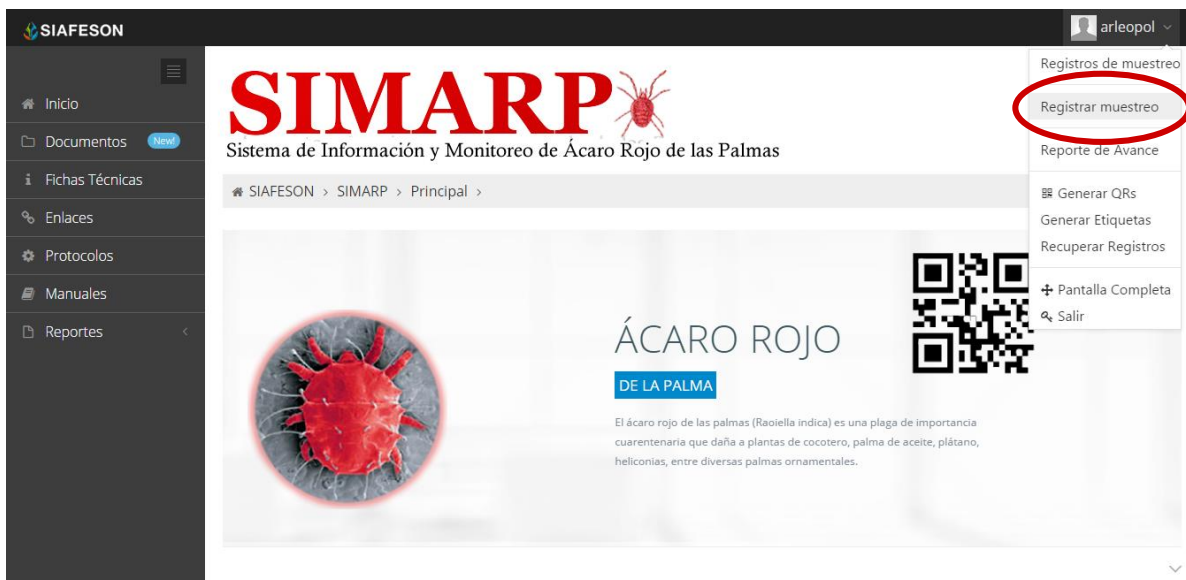 SIAFESON
arleopol
Inicio
Documentos New!
Fichas Técnicas
Enlaces
Protocolos
Manuales
Reportes
SIMARP
Sistema de Información y Monitoreo de Ácaro Rojo de las Palmas
SIAFESON > SIMARP > Principal >
Registros de muestreo
Registrar muestreo
Reporte de Avance
Generar QRs
Generar Etiquetas
Recuperar Registros
Pantalla Completa
Salir
ÁCARO ROJO
DE LA PALMA
El ácaro rojo de las palmas (Raoiella indica) es una plaga de importancia
cuarentenaria que daña a plantas de cocotero, palma de aceite, plátano,
heliconias, entre diversas palmas ornamentales.